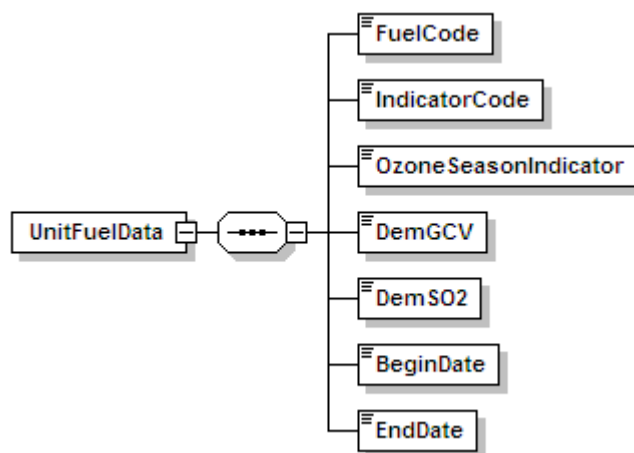 FuelCode
IndicatorCode
OzoneSeasonIndicator
UnitFuelData
DemGCV
DemSO2
BeginDate
EndDate